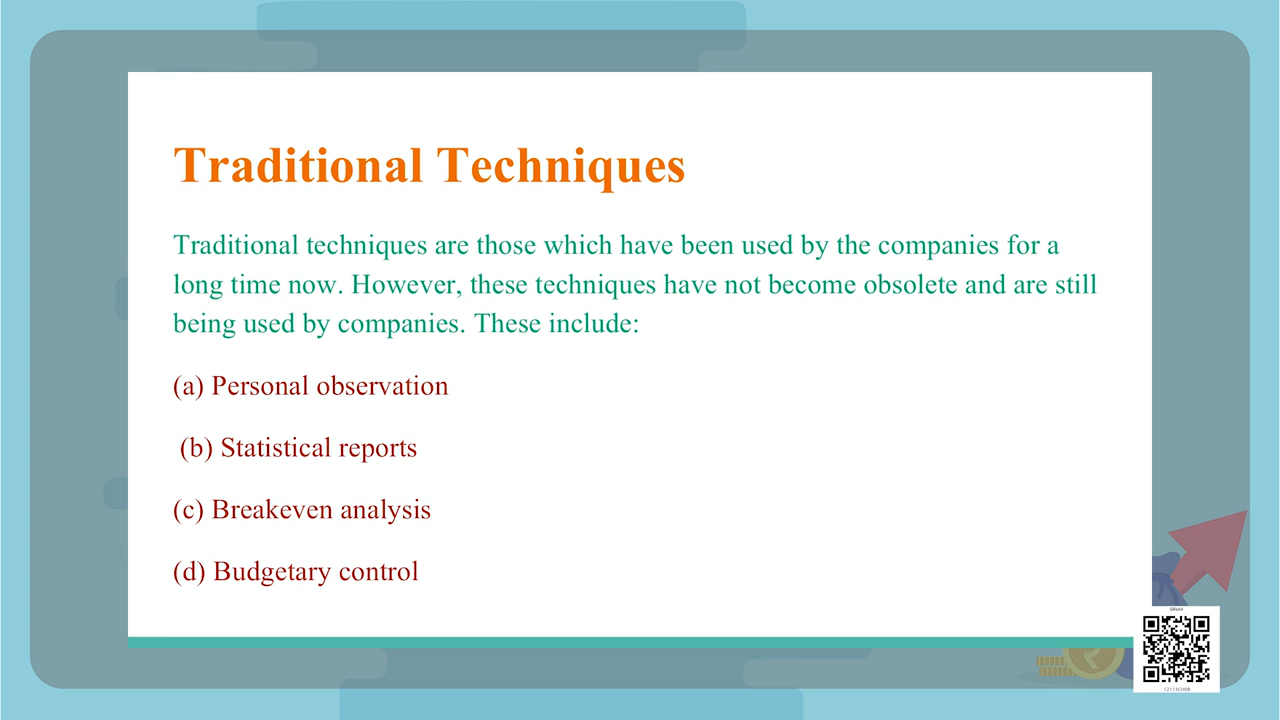 Traditional Techniques
Traditional techniques are those which have been used by the companies for a
long time now. However, these techniques have not become obsolete and are still
being used by companies. These include:
(a) Personal observation
(b) Statistical reports
(c) Breakeven analysis
(d) Budgetary control